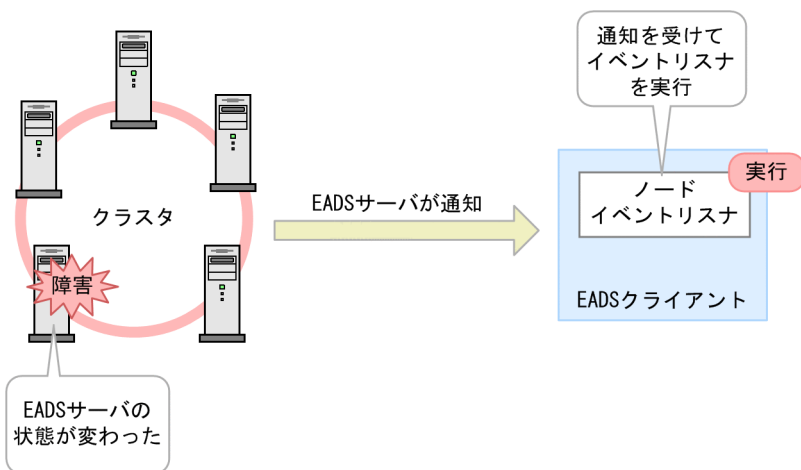 通知を受けて
イベントリスナ
を実行
実行
ノード
イベントリスナ
EADSサーバが通知
クラスタ
障害
EADSクライアント
EADSサーバの
状態が変わった